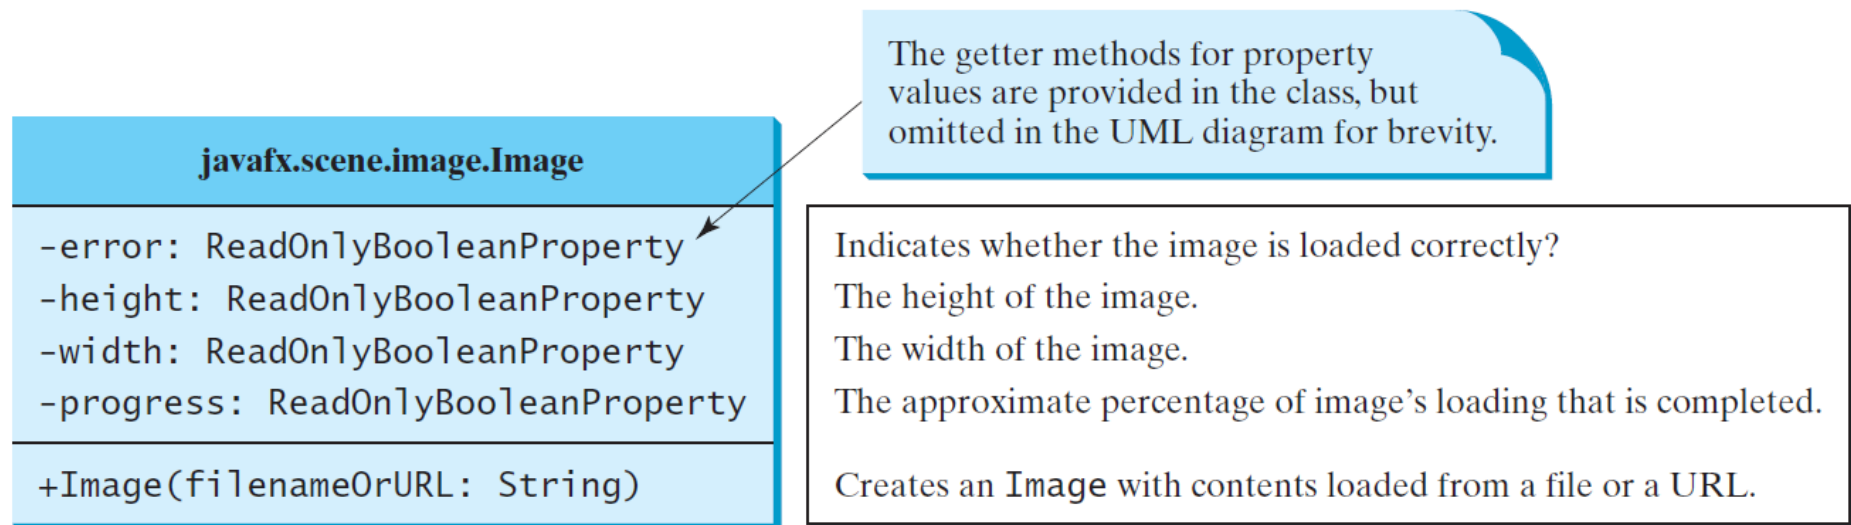 The getter methods for property
values are provided in the class, but
omitted in the UML diagram for brevity.
javafx.scene.image.Image
-error: ReadOnlyBooleanProperty
-height: ReadOnlyBooleanProperty
-width: ReadOnlyBooleanProperty
-progress: ReadOnlyBooleanProperty
+Image(filenameOrURL: String)
Indicates whether the image is loaded correctly?
The height of the image.
The width of the image.
The approximate percentage of image's loading that is completed.
Creates an Image with contents loaded from a file or a URL.